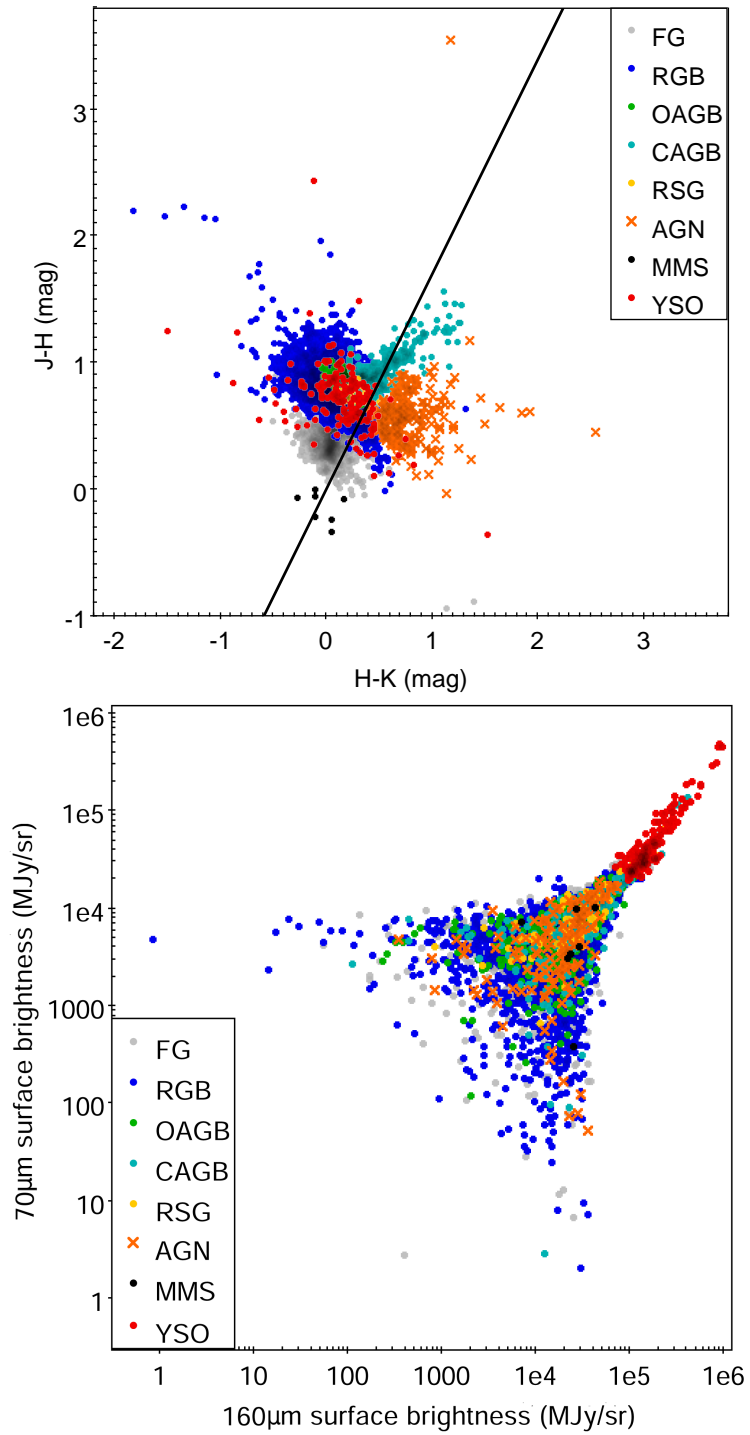 3
2
1
0
-1
J-H (mag)
-2
-1
0
1
2
3
H-K (mag)
FG
RGB
OAGB
CAGB
RSG
AGN
MMS
YSO
1e6
1e5
1e4
1000
100
10
1
70µm surface brightness (MJy/sr)
FG
RGB
OAGB
CAGB
RSG
AGN
MMS
YSO
1
10
100
1000
1e4
1e5
1e6
160µm surface brightness (MJy/sr)